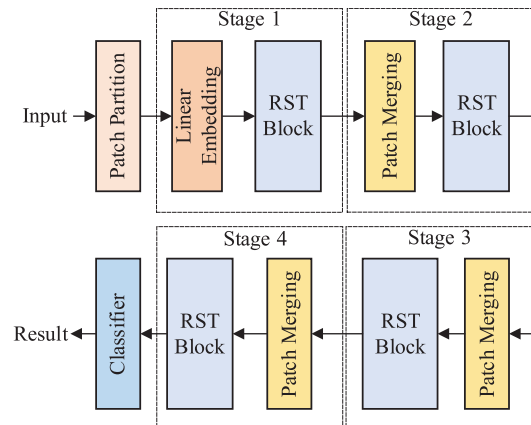 Stage 1
Stage 2
Input
Patch Partition
Linear
Embedding
RST
Block
Patch Merging
RST
Block
Stage 4
Stage 3
Result
Classifier
RST
Block
Patch Merging
RST
Block
Patch Merging